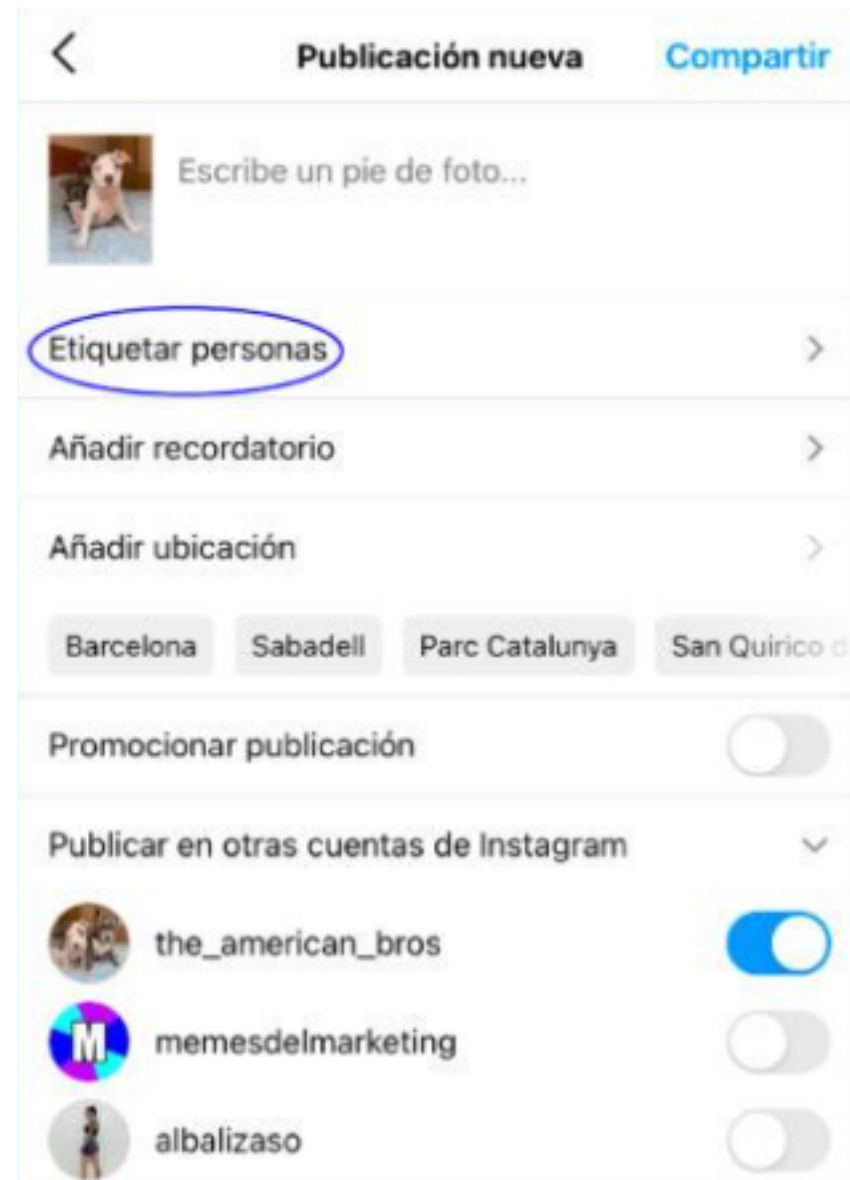 Publicación nueva Compartir
Escribe un pie de foto...
Etiquetar personas
Añadir recordatorio
Añadir ubicación
Barcelona Sabadell Parc Catalunya San Quirico d
Promocionar publicación
Publicar en otras cuentas de Instagram
the_american_bros
M memesdelmarketing
albalizaso